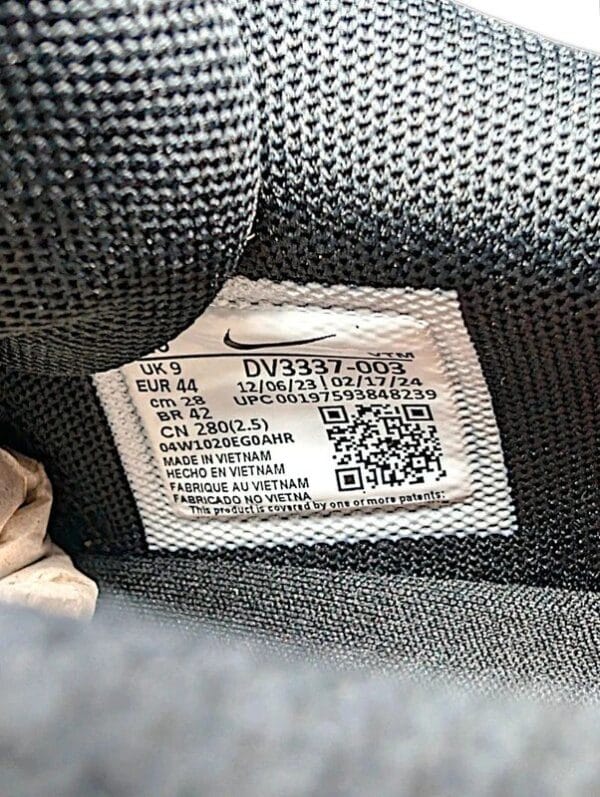 VTM
UK 9
DV3337-003
EUR 44
12/06/23 | 02/17/24
cm 28
UPC 00197593848239
BR 42
CN 280(2.5)
04W1020EG0AHR
MADE IN VIETNAM
HECHO EN VIETNAM
FABRIQUE AU VIETNAM
FABRICADO NO VIETNA
This product is covered by one or more patents: